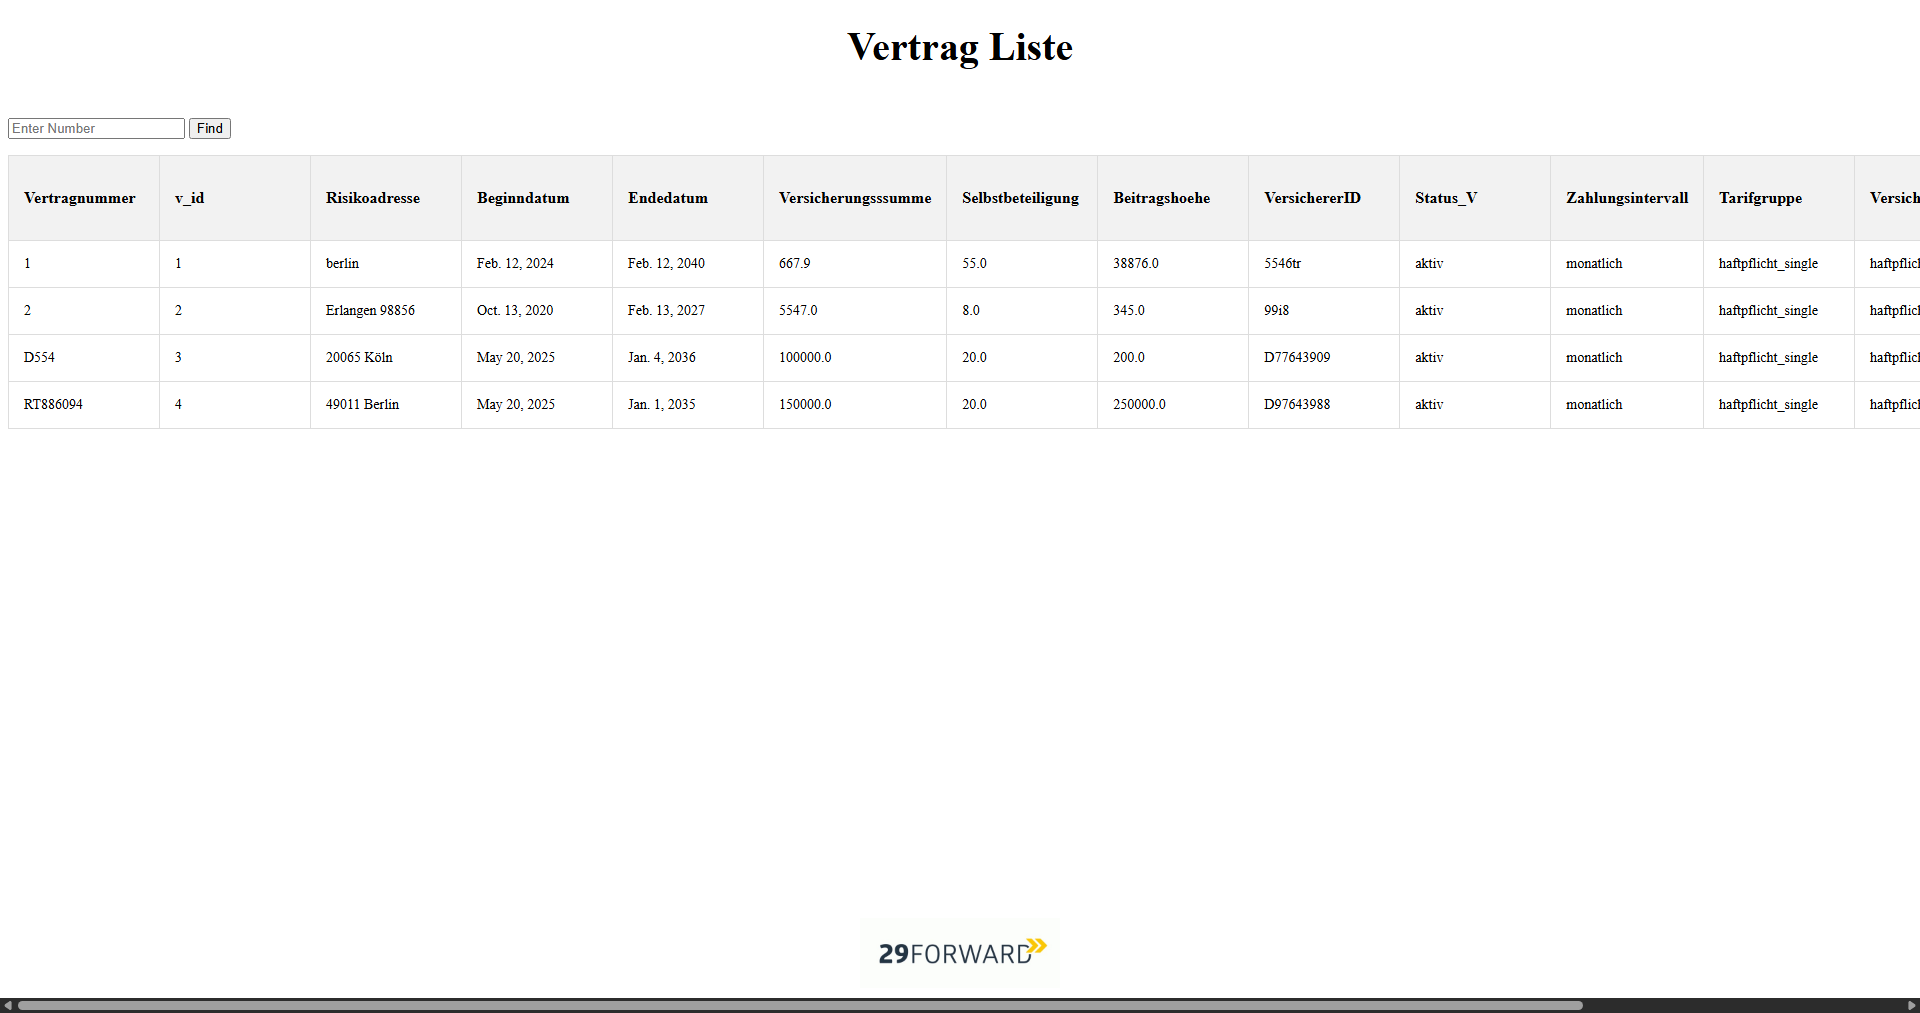 Vertrag Liste
Enter Number Find
Vertragnummer v_id Risikoadresse Beginndatum Endedatum Versicherungsssumme Selbstbeteiligung Beitragshoehe VersichererID Status_V Zahlungsintervall Tarifgruppe Versich
1 1 berlin Feb. 12, 2024 Feb. 12, 2040 667.9 55.0 38876.0 5546tr aktiv monatlich haftpflicht_single haftpflic
2 2 Erlangen 98856 Oct. 13, 2020 Feb. 13, 2027 5547.0 8.0 345.0 99i8 aktiv monatlich haftpflicht_single haftpflic
D554 3 20065 Köln May 20, 2025 Jan. 4, 2036 100000.0 20.0 200.0 D77643909 aktiv monatlich haftpflicht_single haftpflic
RT886094 4 49011 Berlin May 20, 2025 Jan. 1, 2035 150000.0 20.0 250000.0 D97643988 aktiv monatlich haftpflicht_single haftpflic
29FORWARD